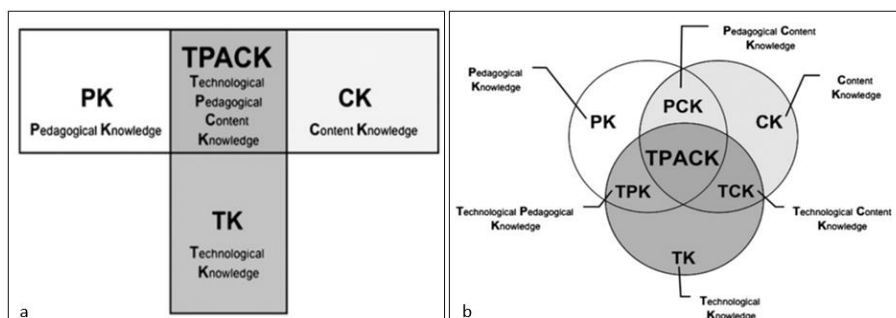 TPACK
Technological
Pedagogical
Content
Knowledge
PK
Pedagogical Knowledge
CK
Content Knowledge
TK
Technological
Knowledge
a
Pedagogical Content
Knowledge
Pedagogical
Knowledge
Content
Knowledge
PCK
PK
CK
TPACK
TPK
TCK
Technological Pedagogical
Knowledge
Technological Content
Knowledge
TK
Technological
Knowledge
b